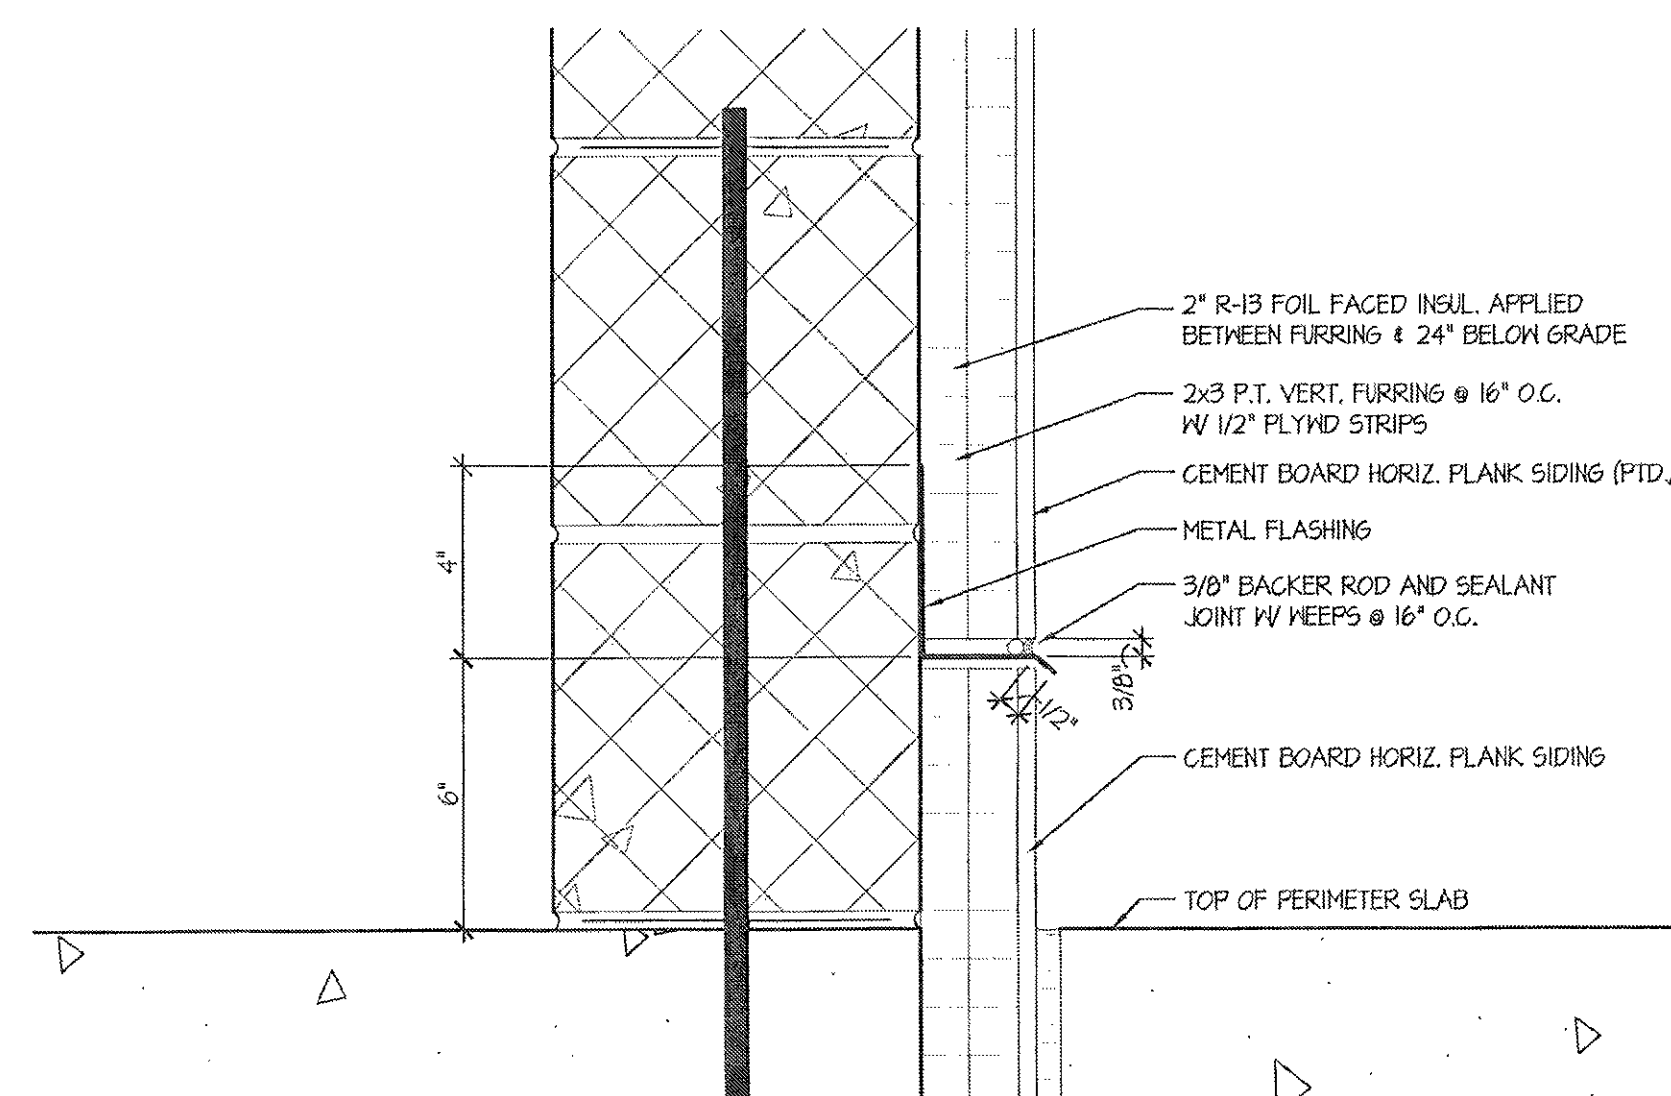 2" R-13 FOIL FACED INSUL. APPLIED
BETWEEN FURRING & 24" BELOW GRADE
2x3 P.T. VERT. FURRING @ 16" O.C.
W/ 1/2" PLYWD STRIPS
CEMENT BOARD HORIZ. PLANK SIDING (PTD.
METAL FLASHING
4"
3/8" BACKER ROD AND SEALANT
JOINT W/ WEEPS @ 16" O.C.
3/8"
1/2"
CEMENT BOARD HORIZ. PLANK SIDING
6"
TOP OF PERIMETER SLAB